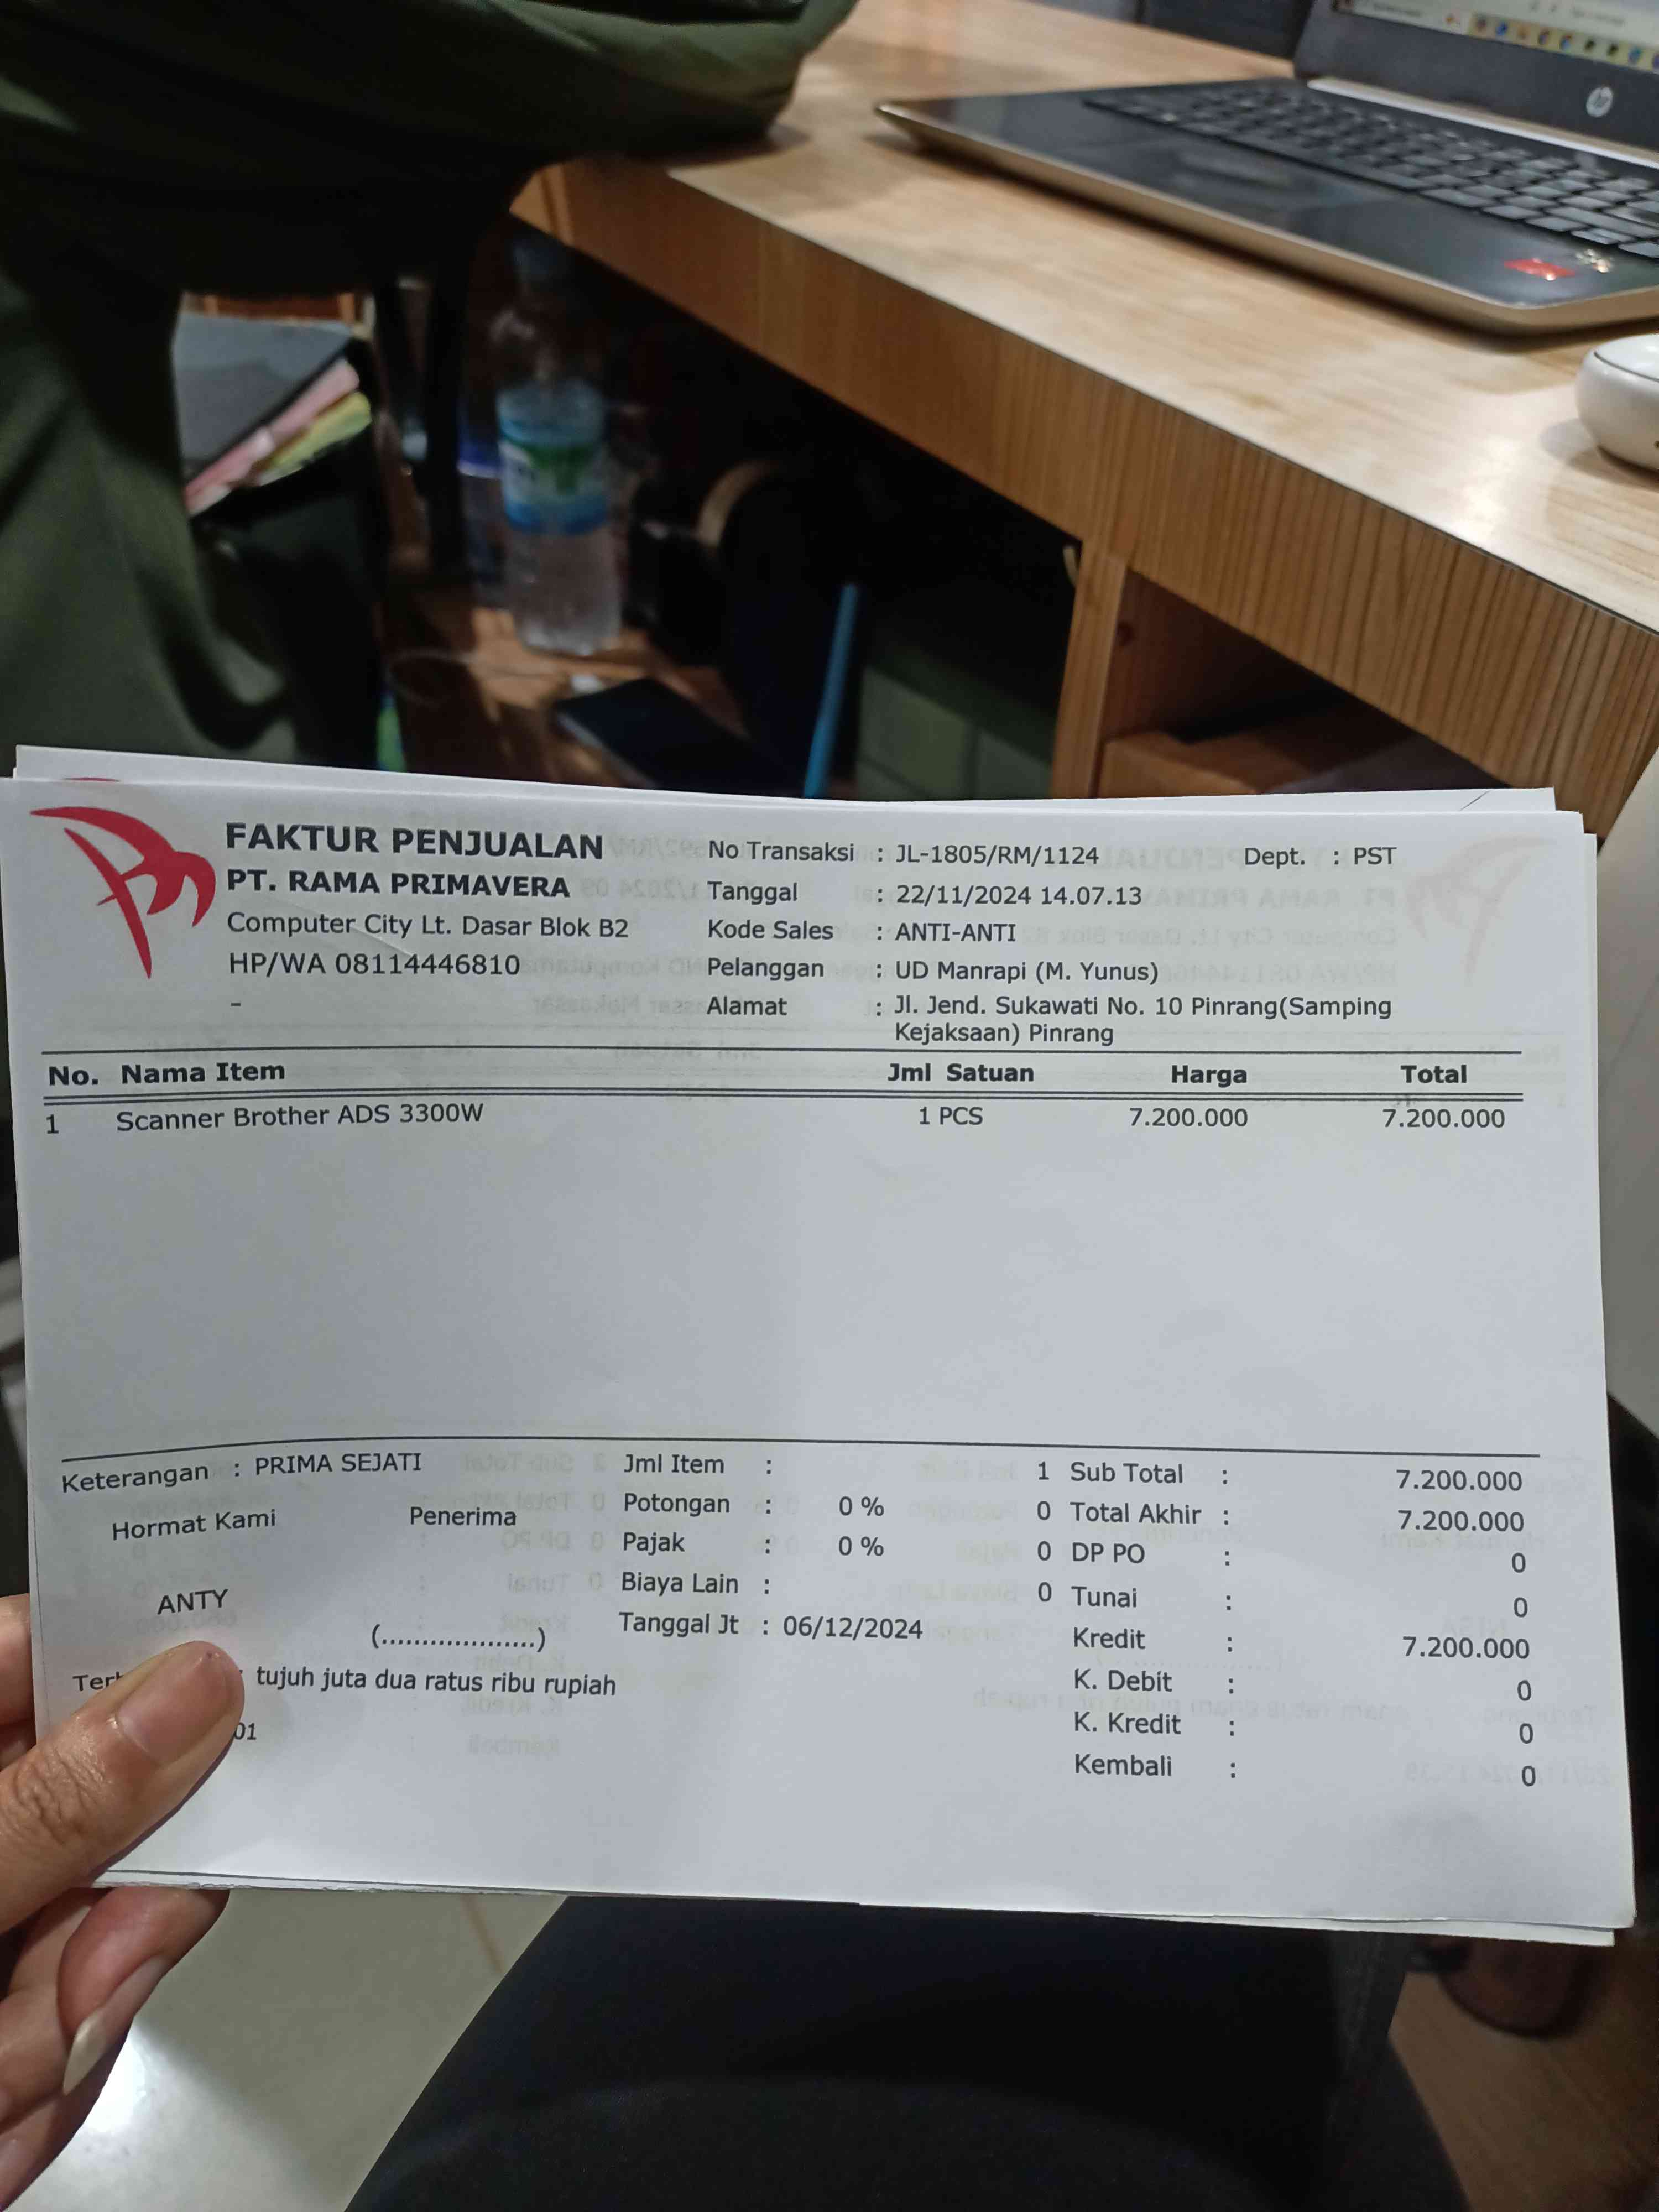 FAKTUR PENJUALAN
PT. RAMA PRIMAVERA
Computer City Lt. Dasar Blok B2
HP/WA 08114446810
-
No Transaksi : JL-1805/RM/1124 Dept. : PST
Tanggal : 22/11/2024 14.07.13
Kode Sales : ANTI-ANTI
Pelanggan : UD Manrapi (M. Yunus)
Alamat : Jl. Jend. Sukawati No. 10 Pinrang(Samping
Kejaksaan) Pinrang
No. Nama Item Jml Satuan Harga Total
1 Scanner Brother ADS 3300W 1 PCS 7.200.000 7.200.000
Keterangan : PRIMA SEJATI
Hormat Kami Penerima
ANTY
(...................)
Jml Item : 1
Potongan : 0 % 0
Pajak : 0 % 0
Biaya Lain : 0
Tanggal Jt : 06/12/2024
Sub Total : 7.200.000
Total Akhir : 7.200.000
DP PO : 0
Tunai : 0
Kredit : 7.200.000
K. Debit : 0
K. Kredit : 0
Kembali : 0
: tujuh juta dua ratus ribu rupiah
01
hp